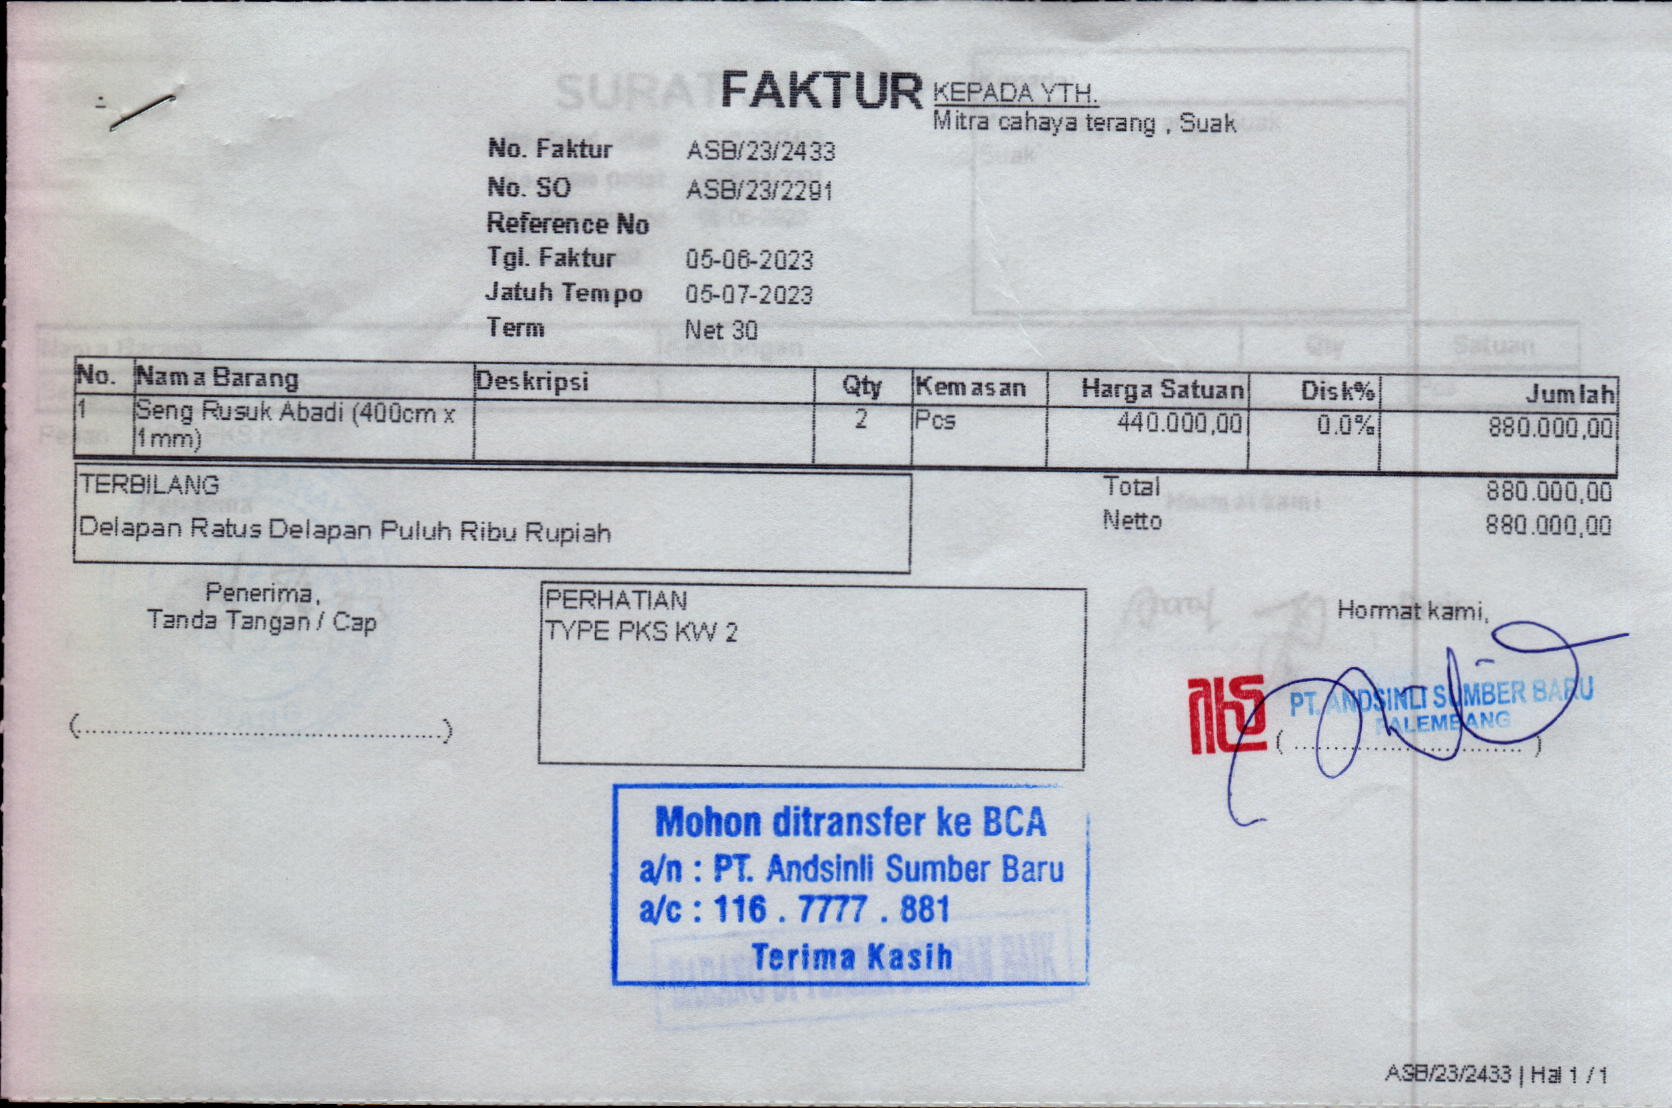 FAKTUR
KEPADA YTH.
Mitra cahaya terang , Suak
No. Faktur ASB/23/2433
No. SO ASB/23/2291
Reference No
Tgl. Faktur 05-06-2023
Jatuh Tempo 05-07-2023
Term Net 30
No. Nama Barang Deskripsi Qty Kemasan Harga Satuan Disk% Jumlah
1 Seng Rusuk Abadi (400cm x 2 Pcs 440.000,00 0.0% 880.000,00
1mm)
TERBILANG
Delapan Ratus Delapan Puluh Ribu Rupiah
Total 880.000,00
Netto 880.000,00
Penerima,
Tanda Tangan / Cap
(............................................)
PERHATIAN
TYPE PKS KW 2
Hormat kami,
PT. ANDSINLI SUMBER BARU
PALEMBANG
( ............................ )
Mohon ditransfer ke BCA
a/n : PT. Andsinli Sumber Baru
a/c : 116 . 7777 . 881
Terima Kasih
ASB/23/2433 | Hal 1 / 1